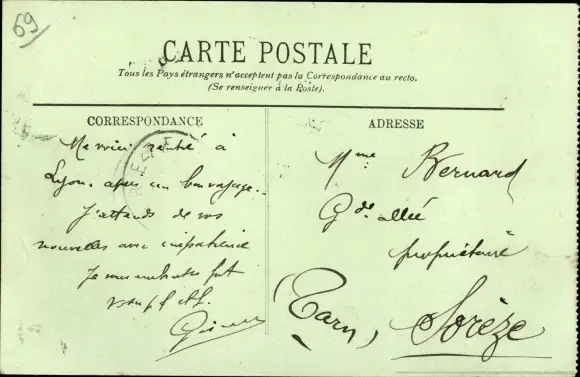 69
CARTE POSTALE
Tous les Pays étrangers n'acceptent pas la Correspondance au recto.
(Se renseigner à la Poste).
CORRESPONDANCE
ADRESSE
Me voici rentré à
Lyon, après un bon voyage.
J'attends de vos
nouvelles avec impatience
Je vous
Mme Bernard
Gde allée
propriétaire
(Tarn) Sorèze